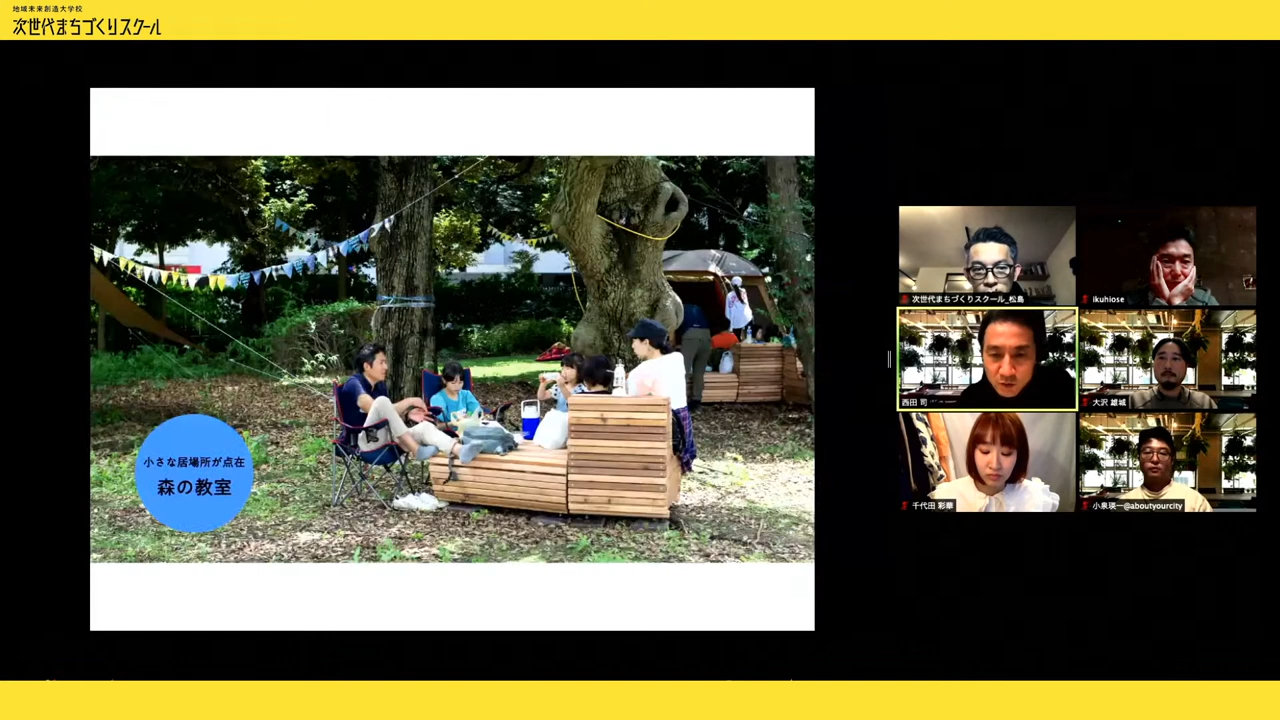 地域未来創造大学校
次世代まちづくりスクール
小さな居場所が点在
森の教室
次世代まちづくりスクール_松島
ikuhiose
西田 司
大沢 雄城
千代田 彩華
小泉瑛一@aboutyourcity